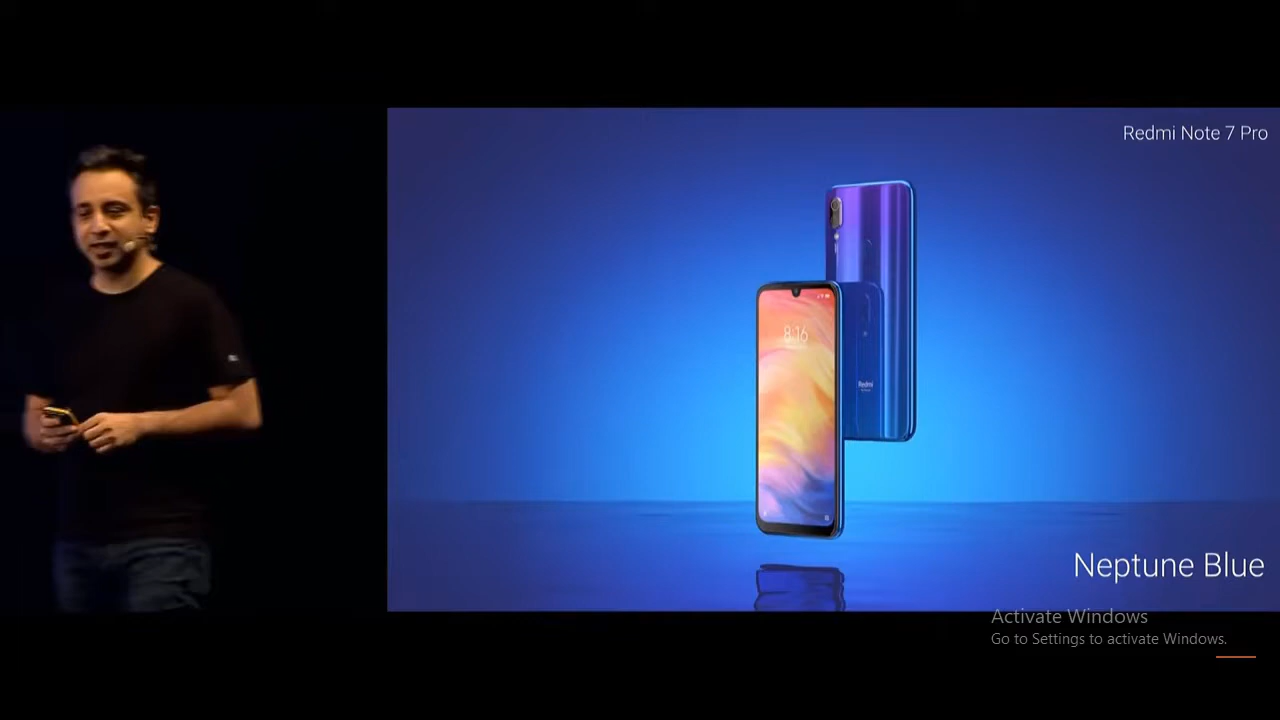 Redmi Note 7 Pro
8:16
Redmi
Neptune Blue
Activate Windows
Go to Settings to activate Windows.